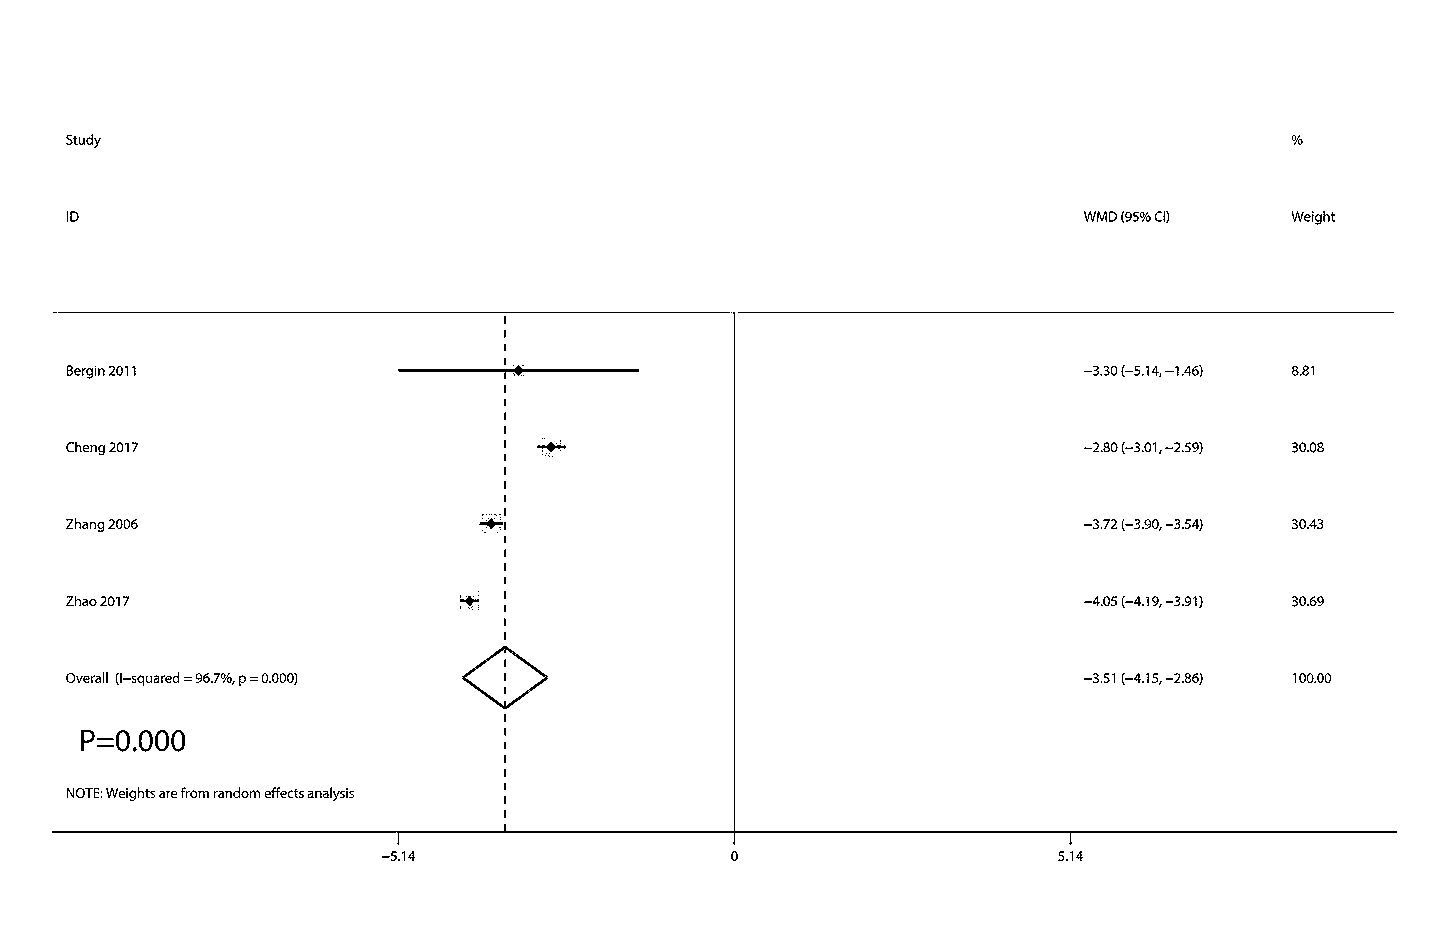 Study %
ID WMD (95% CI) Weight
Bergin 2011 −3.30 (−5.14, −1.46) 8.81
Cheng 2017 −2.80 (−3.01, −2.59) 30.08
Zhang 2006 −3.72 (−3.90, −3.54) 30.43
Zhao 2017 −4.05 (−4.19, −3.91) 30.69
Overall (I−squared = 96.7%, p = 0.000) −3.51 (−4.15, −2.86) 100.00
P=0.000
NOTE: Weights are from random effects analysis
−5.14 0 5.14